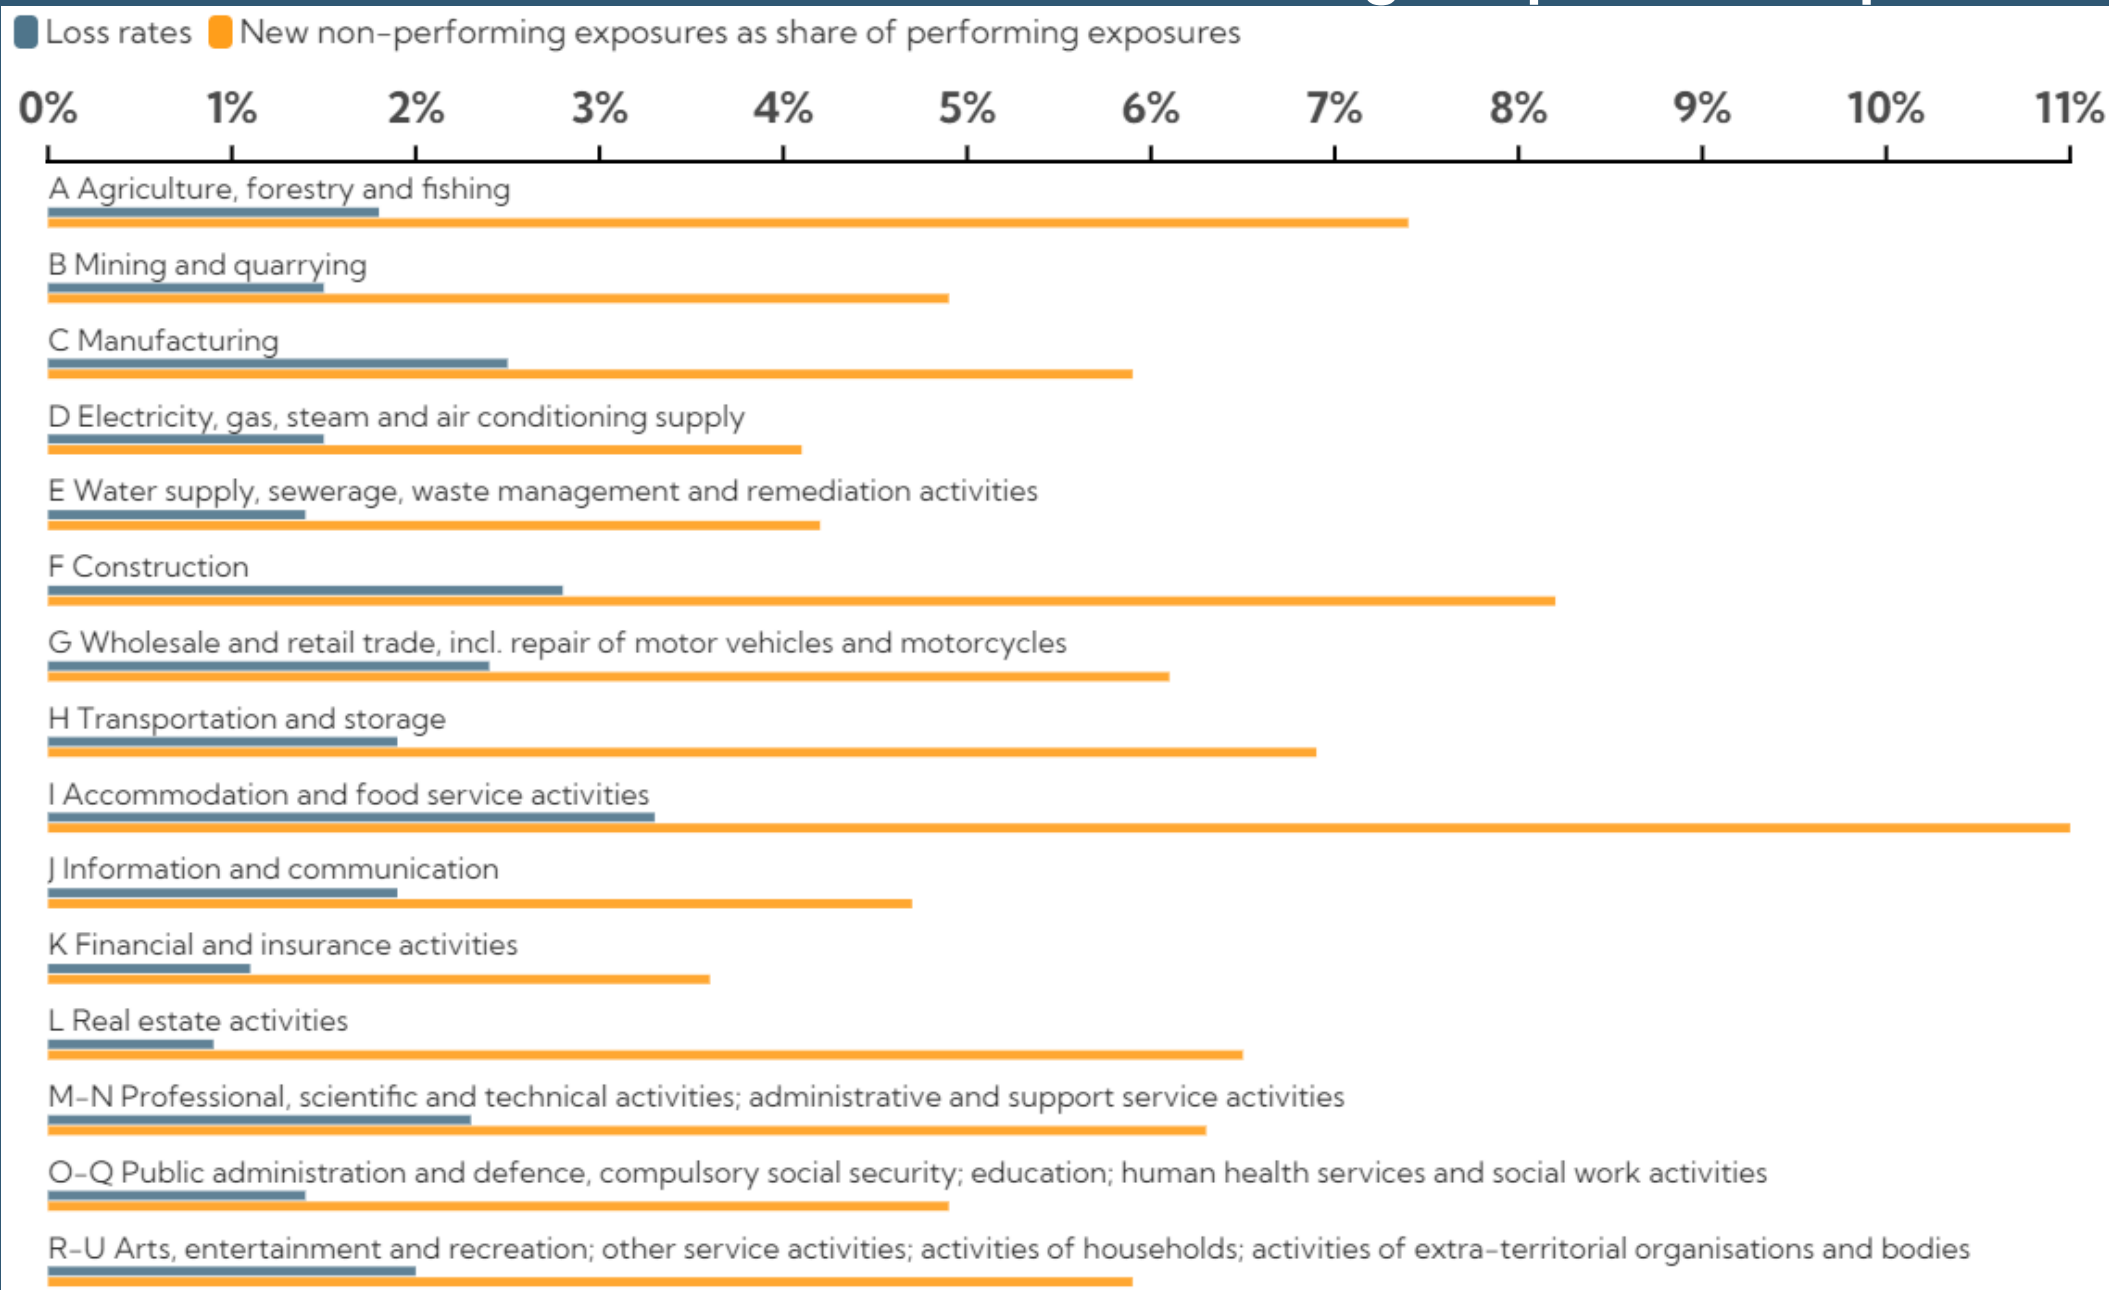 Loss rates New non-performing exposures as share of performing exposures
0% 1% 2% 3% 4% 5% 6% 7% 8% 9% 10% 11%
A Agriculture, forestry and fishing
B Mining and quarrying
C Manufacturing
D Electricity, gas, steam and air conditioning supply
E Water supply, sewerage, waste management and remediation activities
F Construction
G Wholesale and retail trade, incl. repair of motor vehicles and motorcycles
H Transportation and storage
I Accommodation and food service activities
J Information and communication
K Financial and insurance activities
L Real estate activities
M-N Professional, scientific and technical activities; administrative and support service activities
O-Q Public administration and defence, compulsory social security; education; human health services and social work activities
R-U Arts, entertainment and recreation; other service activities; activities of households; activities of extra-territorial organisations and bodies